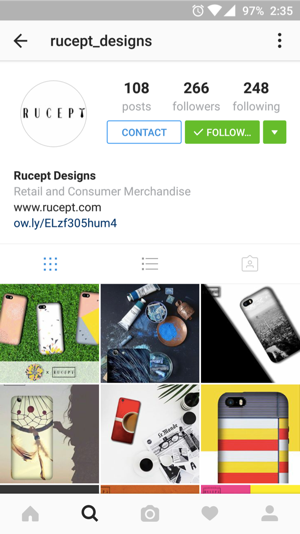 97% 2:35
rucept_designs
RUCEPT
108 266 248
posts followers following
CONTACT FOLLOW...
Rucept Designs
Retail and Consumer Merchandise
www.rucept.com
ow.ly/ELzf305hum4
RUCEPT
le Monde